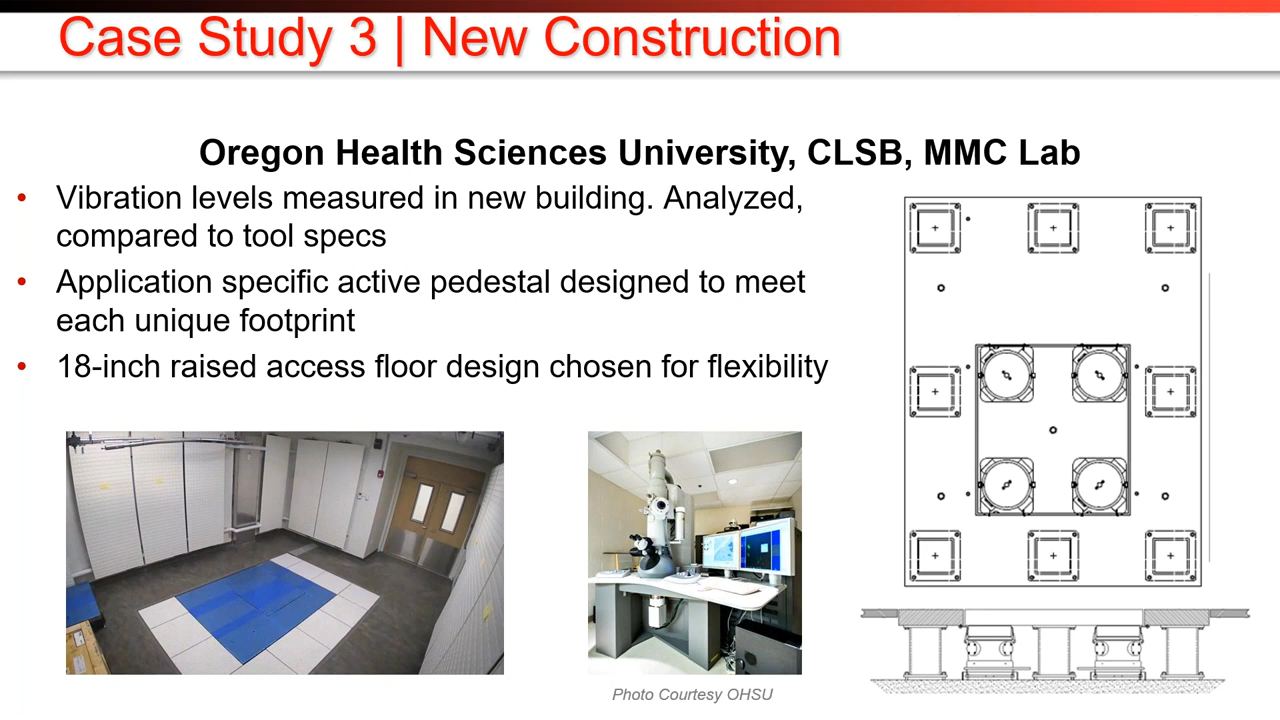 Case Study 3 | New Construction
Oregon Health Sciences University, CLSB, MMC Lab
• Vibration levels measured in new building. Analyzed,
compared to tool specs
• Application specific active pedestal designed to meet
each unique footprint
• 18-inch raised access floor design chosen for flexibility
Photo Courtesy OHSU